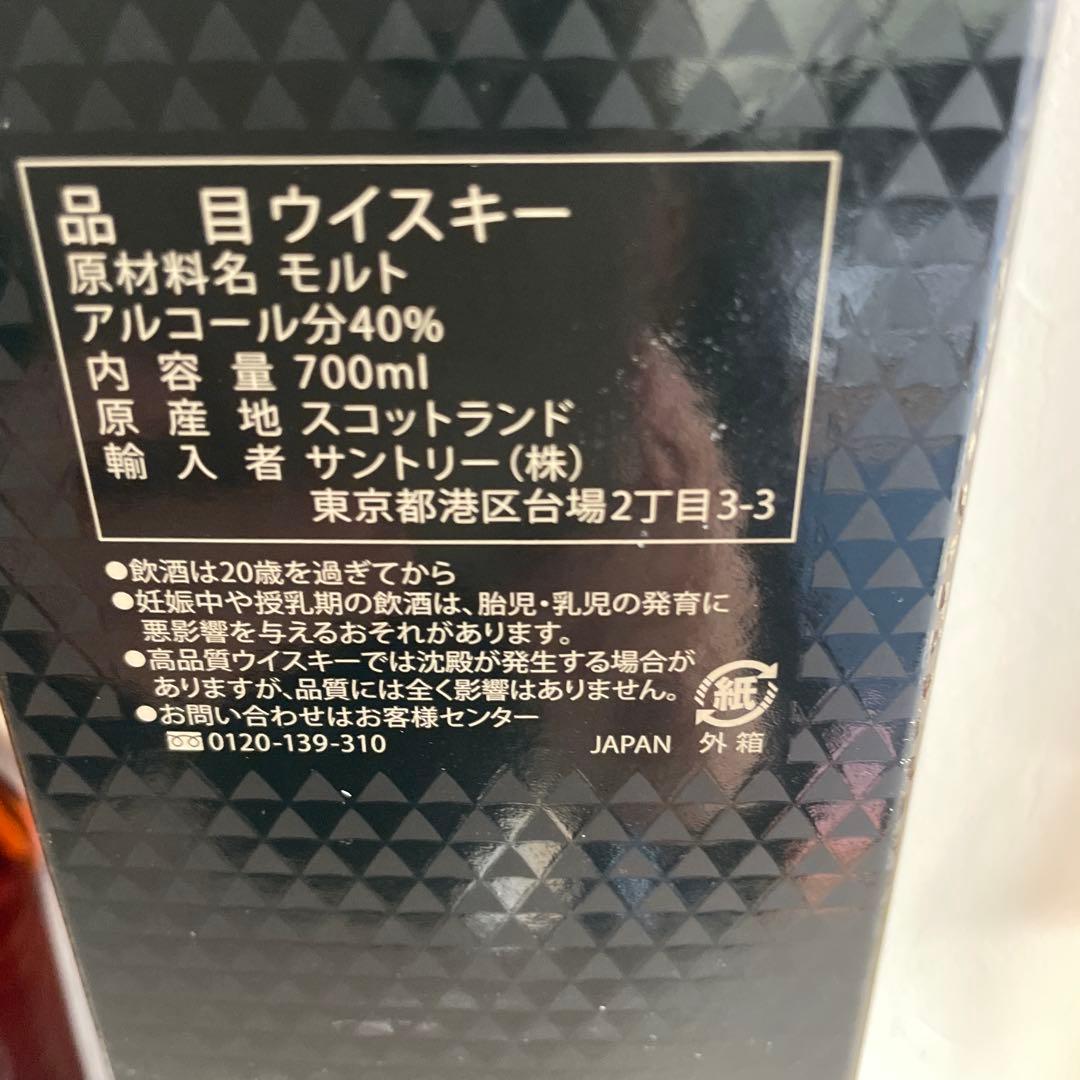 品 目 ウイスキー
原材料名 モルト
アルコール分40%
内 容 量 700ml
原 産 地 スコットランド
輸 入 者 サントリー(株)
東京都港区台場2丁目3-3
●飲酒は20歳を過ぎてから
●妊娠中や授乳期の飲酒は、胎児・乳児の発育に
悪影響を与えるおそれがあります。
●高品質ウイスキーでは沈殿が発生する場合が
ありますが、品質には全く影響はありません。
紙
●お問い合わせはお客様センター
0120-139-310
JAPAN 外箱